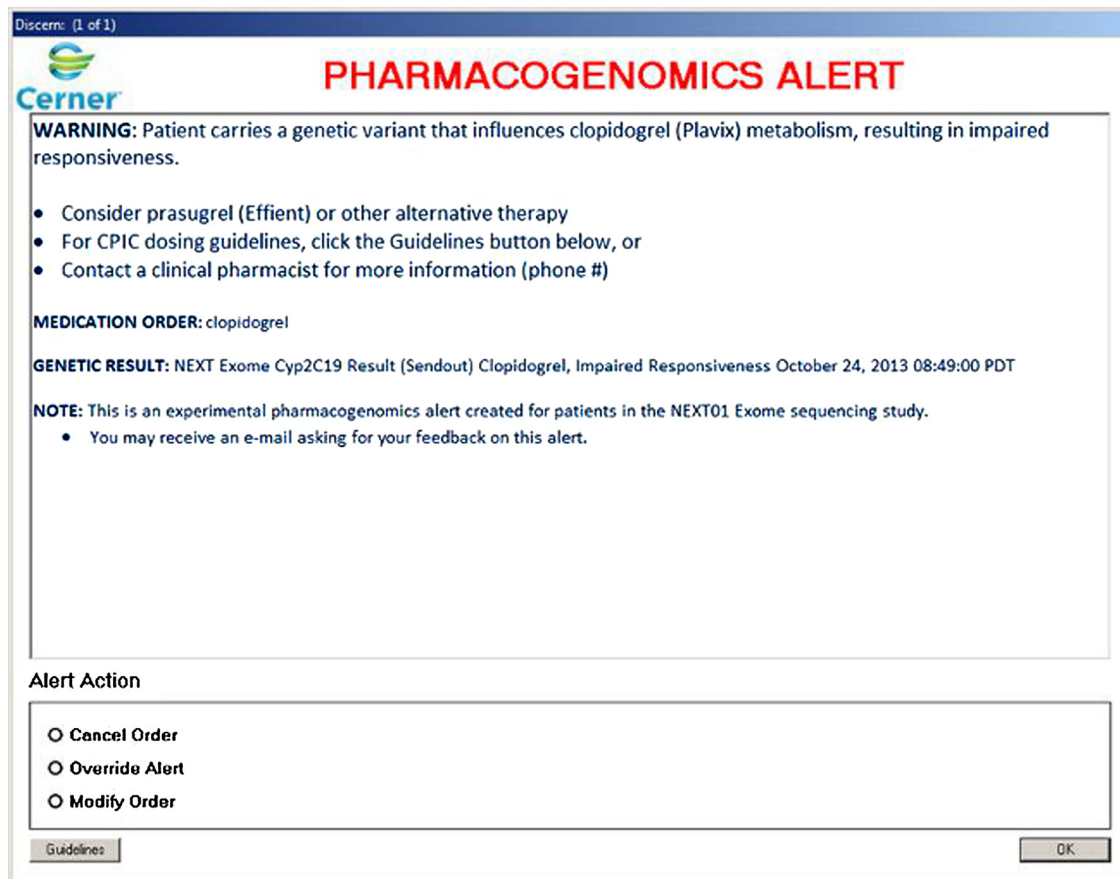 Discern: (1 of 1)
Cerner
PHARMACOGENOMICS ALERT
WARNING: Patient carries a genetic variant that influences clopidogrel (Plavix) metabolism, resulting in impaired
responsiveness.
• Consider prasugrel (Effient) or other alternative therapy
• For CPIC dosing guidelines, click the Guidelines button below, or
• Contact a clinical pharmacist for more information (phone #)
MEDICATION ORDER: clopidogrel
GENETIC RESULT: NEXT Exome Cyp2C19 Result (Sendout) Clopidogrel, Impaired Responsiveness October 24, 2013 08:49:00 PDT
NOTE: This is an experimental pharmacogenomics alert created for patients in the NEXT01 Exome sequencing study.
• You may receive an e-mail asking for your feedback on this alert.
Alert Action
Cancel Order
Override Alert
Modify Order
Guidelines
OK